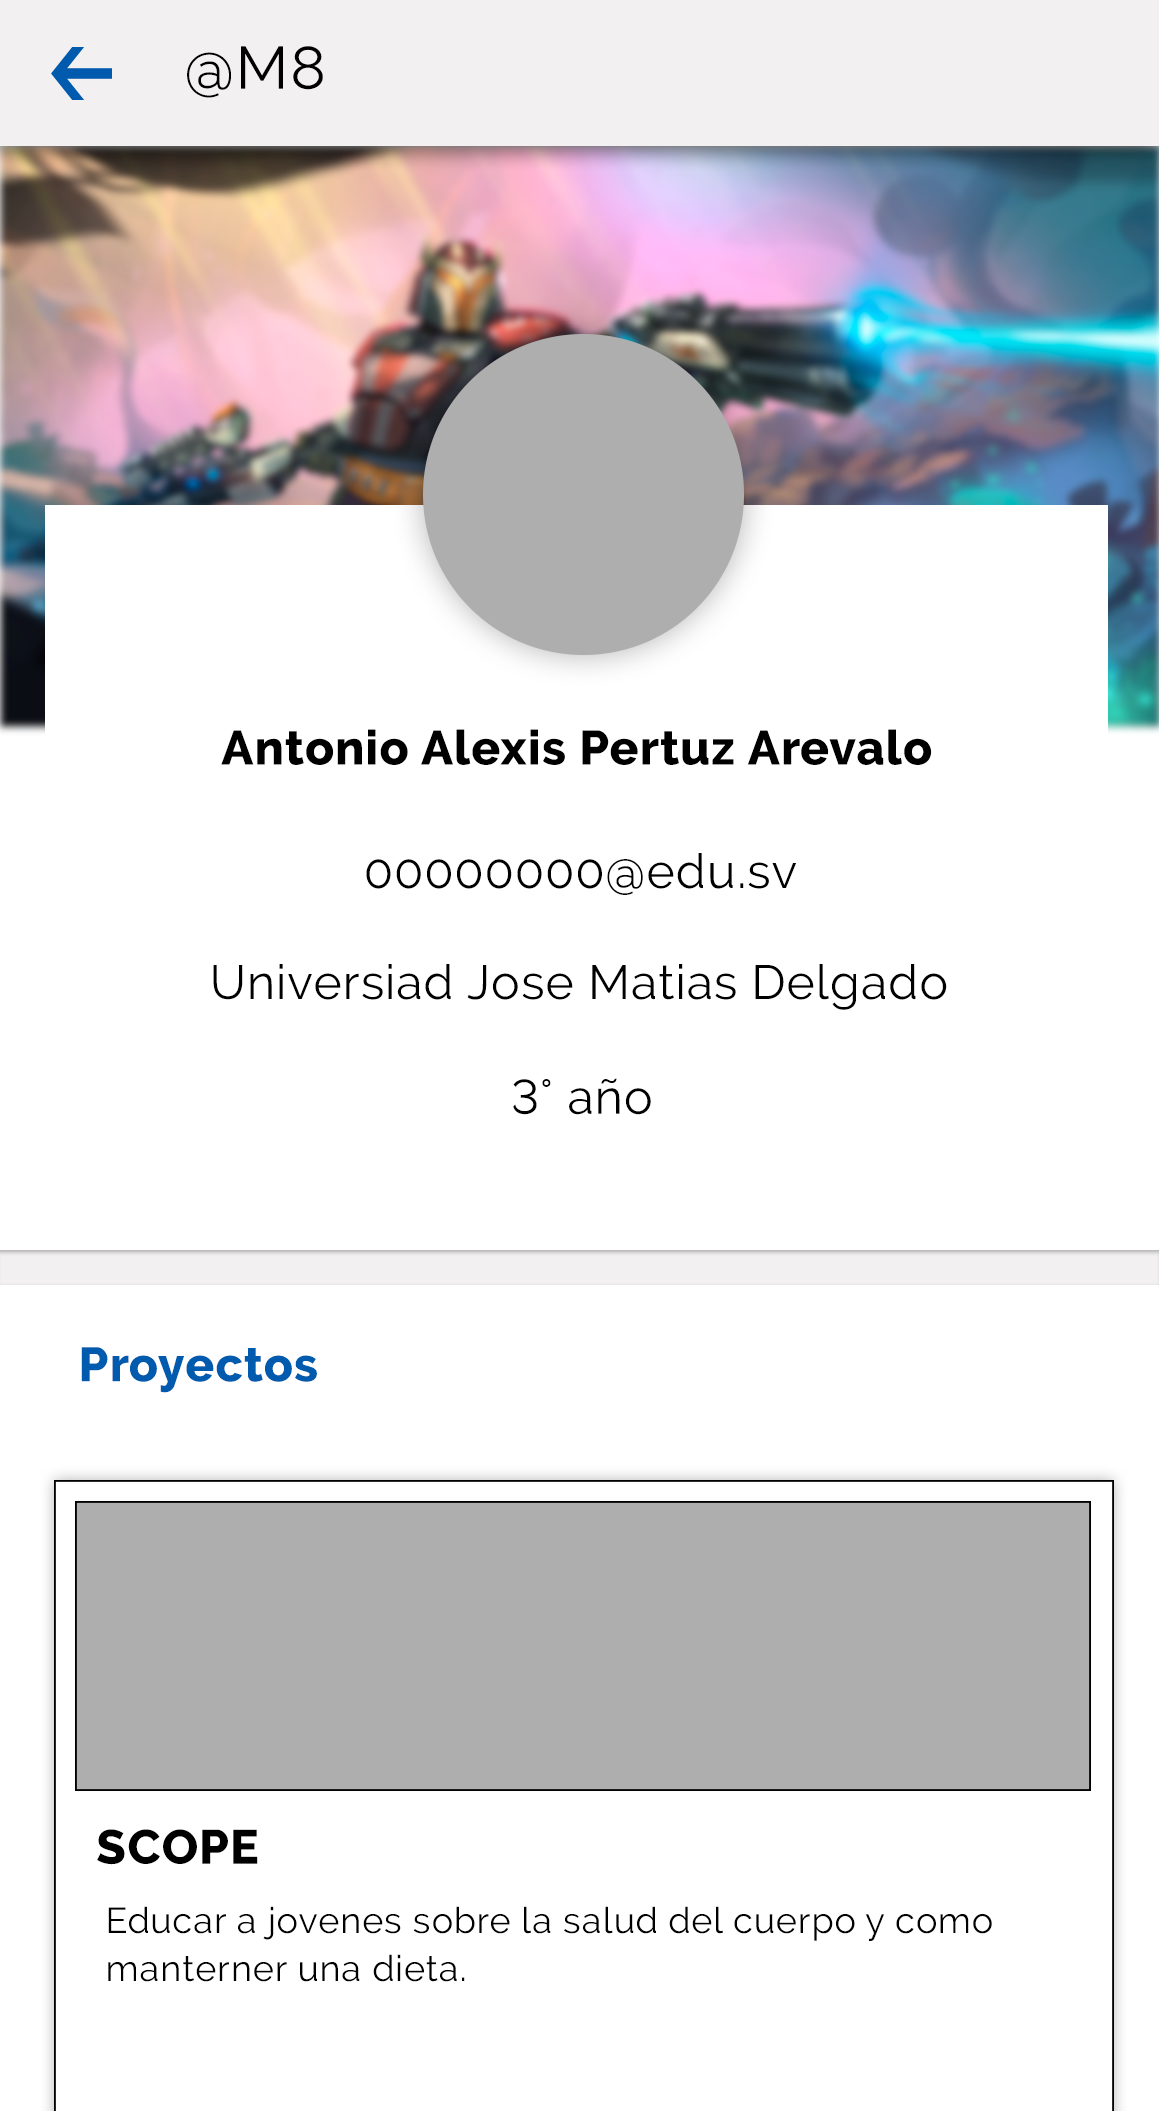 @M8
Antonio Alexis Pertuz Arevalo
00000000@edu.sv
Universiad Jose Matias Delgado
3° año
Proyectos
SCOPE
Educar a jovenes sobre la salud del cuerpo y como
manterner una dieta.